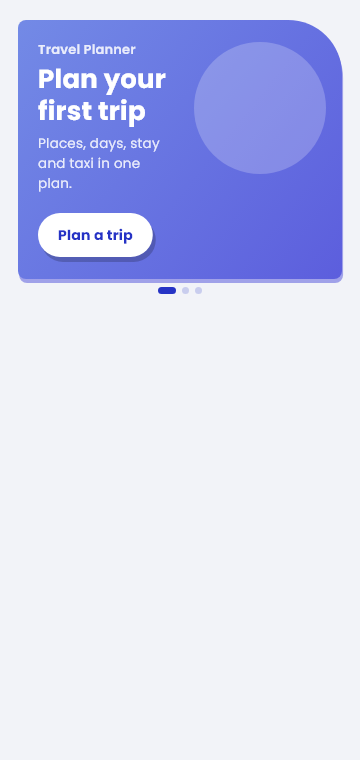 Travel Planner
Plan your
first trip
Places, days, stay
and taxi in one
plan.
Plan a trip